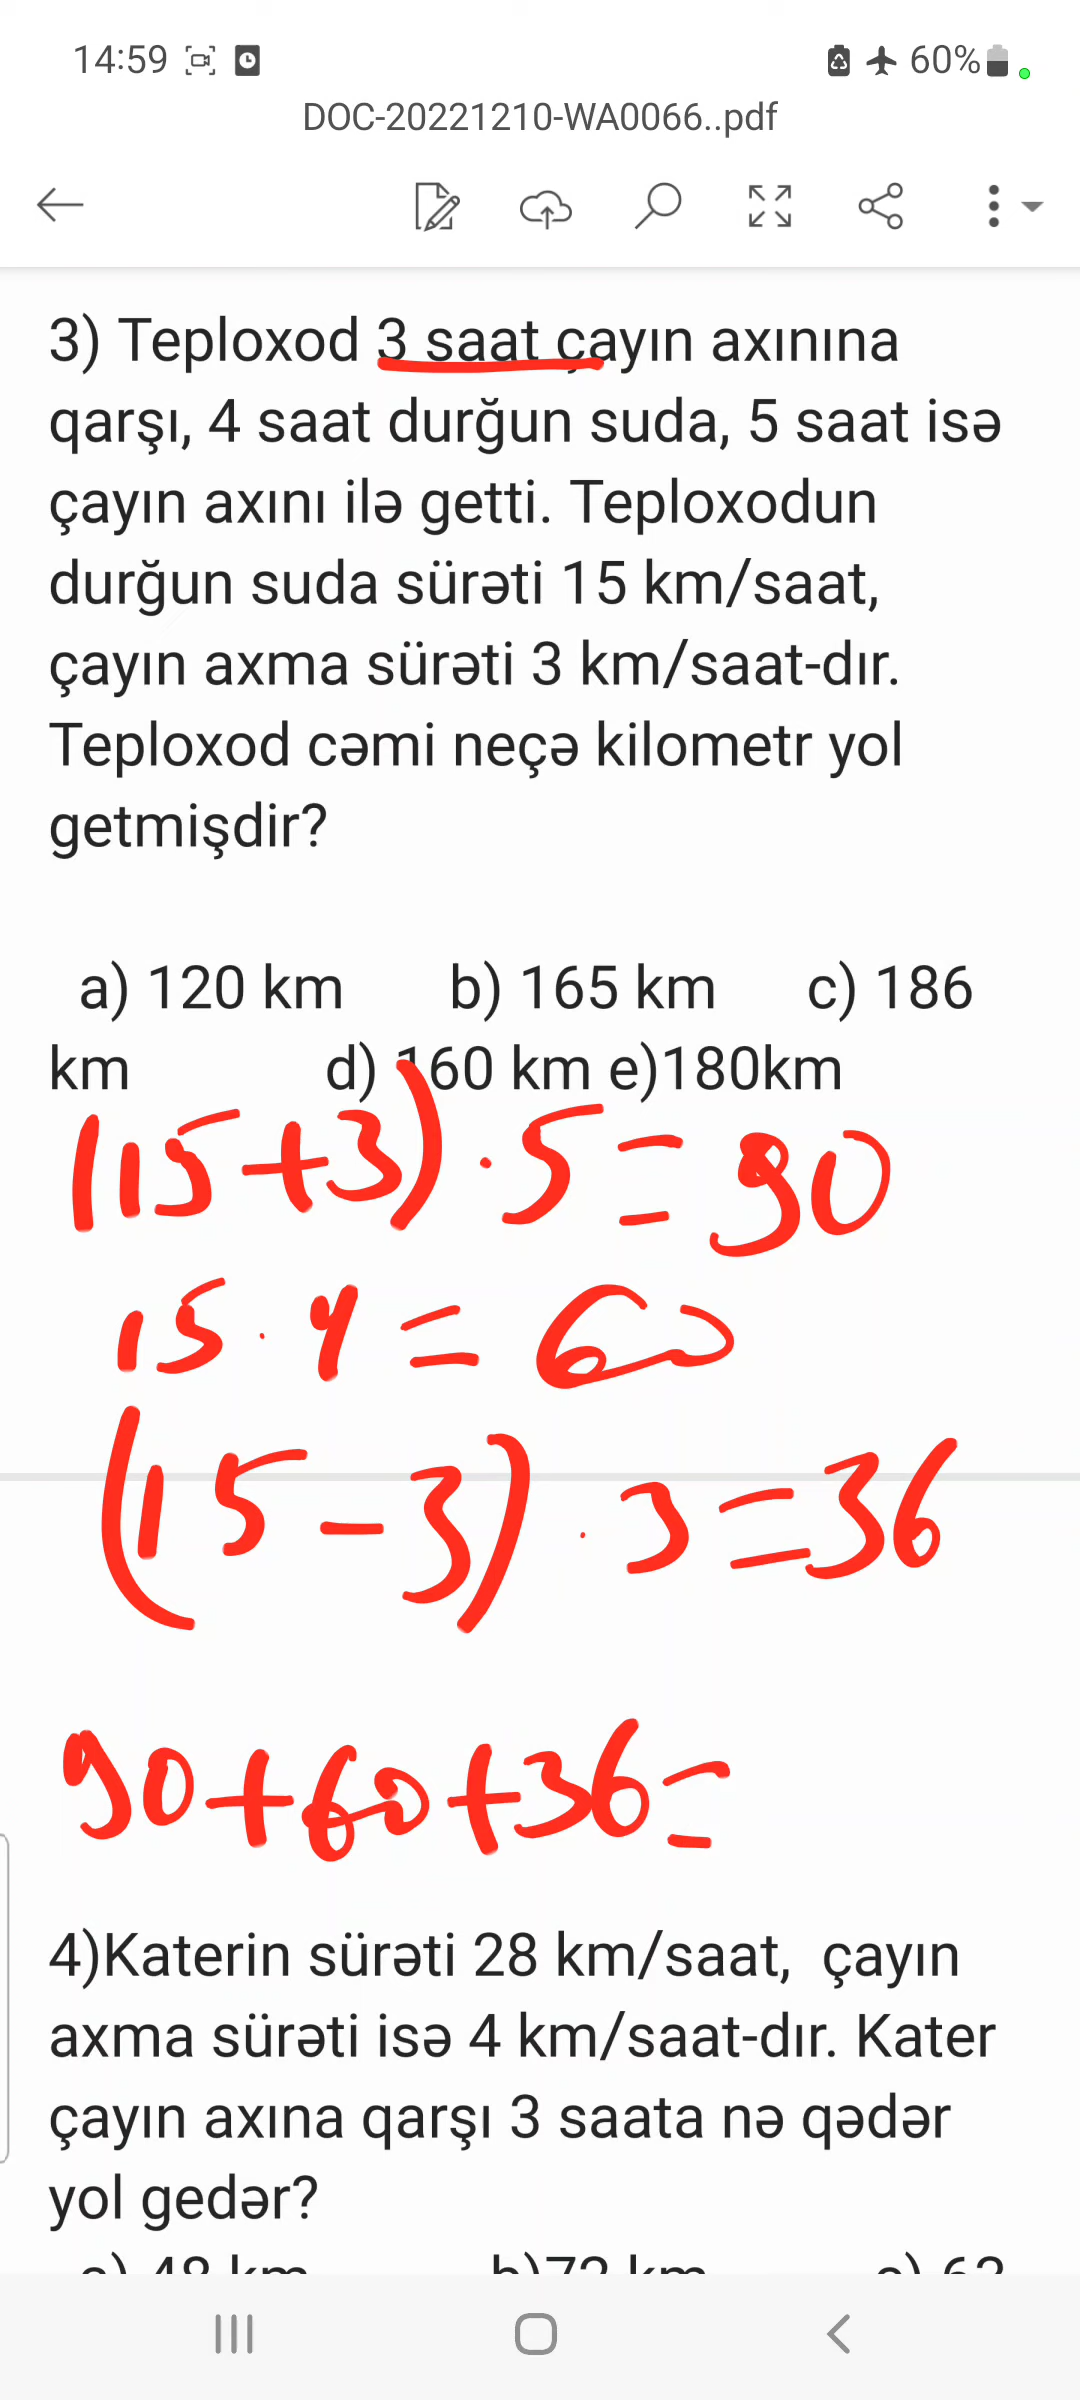 14:59 60%
DOC-20221210-WA0066..pdf
3) Teploxod 3 saat çayın axınına
qarşı, 4 saat durğun suda, 5 saat isə
çayın axını ilə getti. Teploxodun
durğun suda sürəti 15 km/saat,
çayın axma sürəti 3 km/saat-dır.
Teploxod cəmi neçə kilometr yol
getmişdir?
a) 120 km b) 165 km c) 186
km d) 160 km e)180km
(15+3)·5=90
15·4=60
(15-3)·3=36
90+60+36=
4)Katerin sürəti 28 km/saat, çayın
axma sürəti isə 4 km/saat-dır. Kater
çayın axına qarşı 3 saata nə qədər
yol gedər?
a) 48 km b)72 km c)